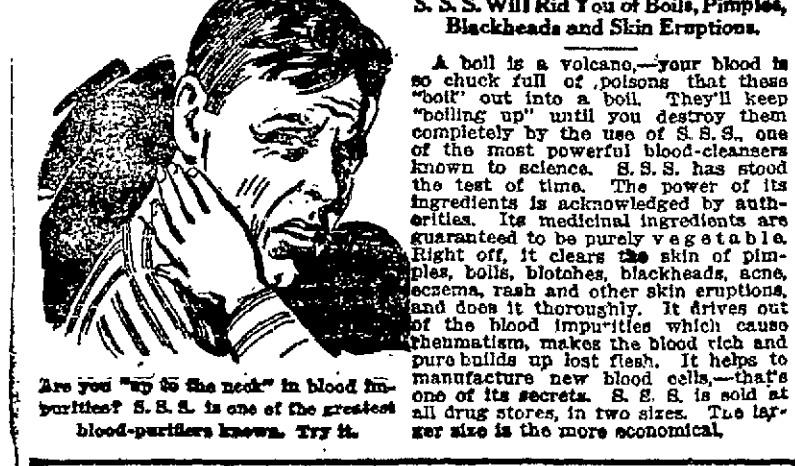 S. S. S. Will Rid You of Boils, Pimples,
Blackheads and Skin Eruptions.
A boil is a volcano,—your blood is
so chuck full of poisons that these
"boil" out into a boil. They'll keep
"boiling up" until you destroy them
completely by the use of S. S. S., one
of the most powerful blood-cleansers
known to science. S. S. S. has stood
the test of time. The power of its
ingredients is acknowledged by auth-
orities. Its medicinal ingredients are
guaranteed to be purely vegetable.
Right off, it clears the skin of pim-
ples, boils, blotches, blackheads, acne,
eczema, rash and other skin eruptions,
and does it thoroughly. It drives out
of the blood impurities which cause
rheumatism, makes the blood rich and
pure builds up lost flesh. It helps to
manufacture new blood cells,—that's
one of its secrets. S. S. S. is sold at
all drug stores, in two sizes. The lar-
ger size is the more economical.
Are you "up to the neck" in blood im-
purities? S. S. S. is one of the greatest
blood-purifiers known. Try it.